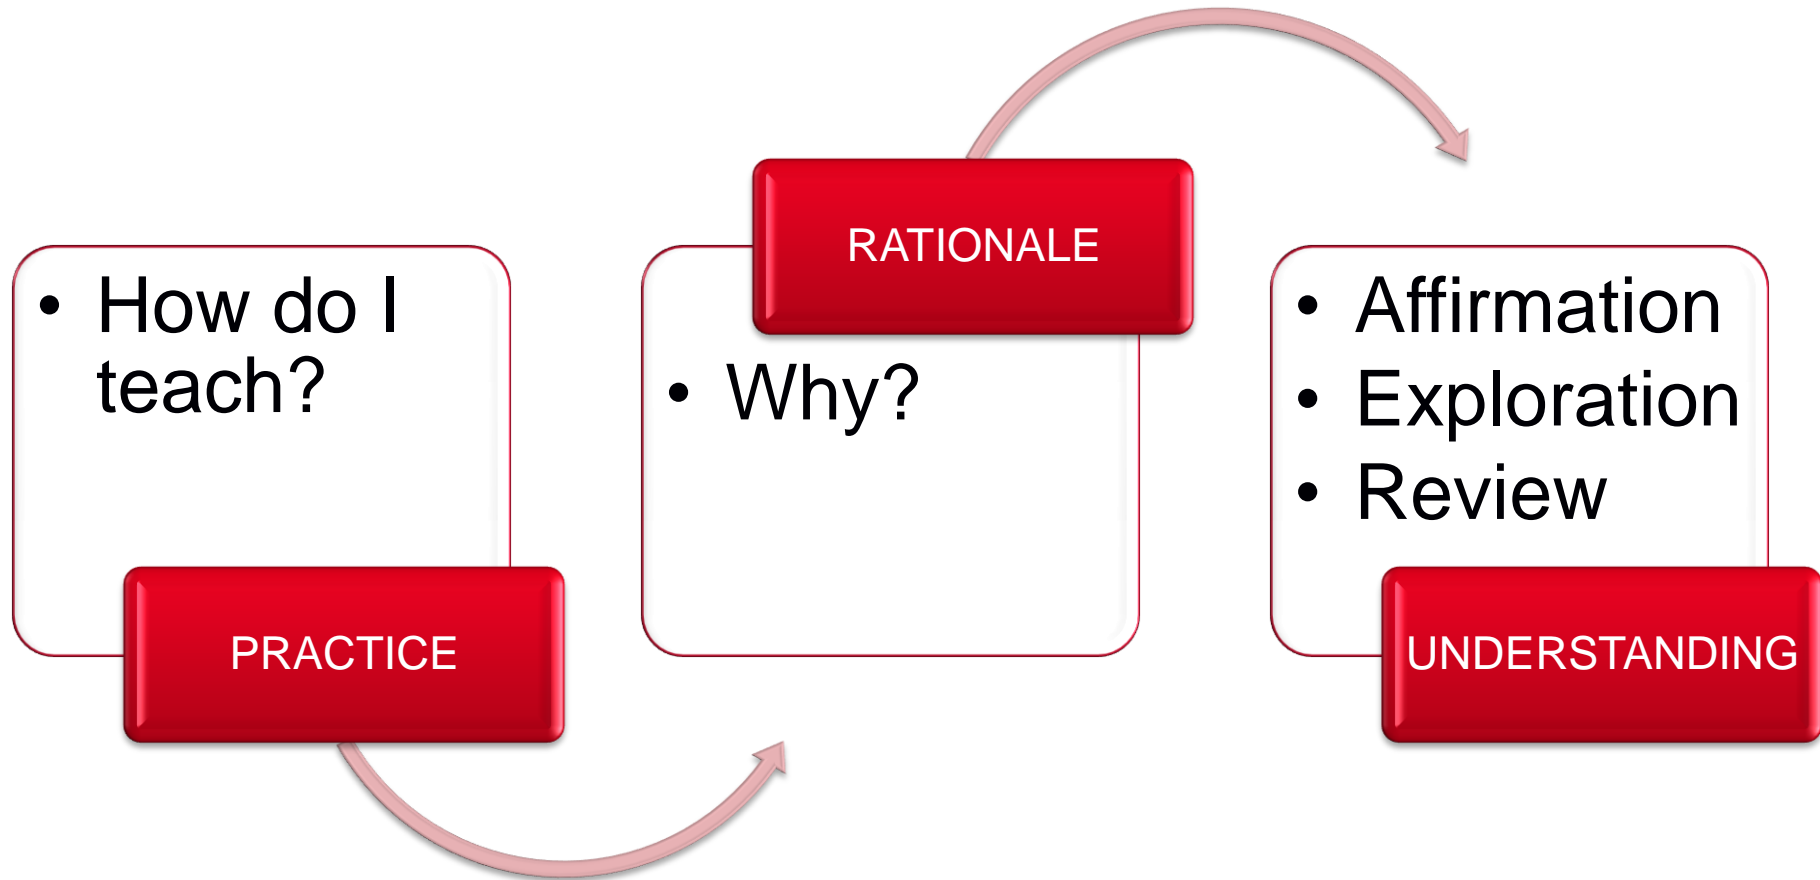 • How do I
teach?
PRACTICE
RATIONALE
• Why?
• Affirmation
• Exploration
• Review
UNDERSTANDING